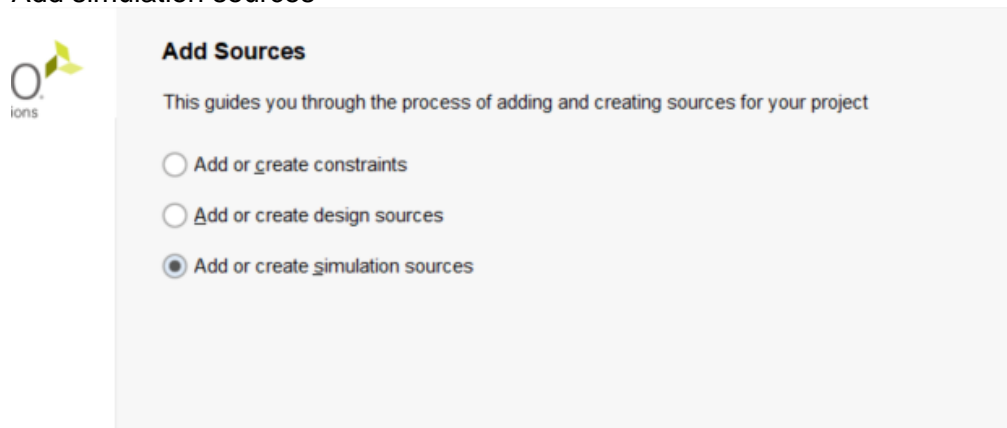 Add simulation sources
Add Sources
O.
ions
This guides you through the process of adding and creating sources for your project
Add or create constraints
Add or create design sources
Add or create simulation sources